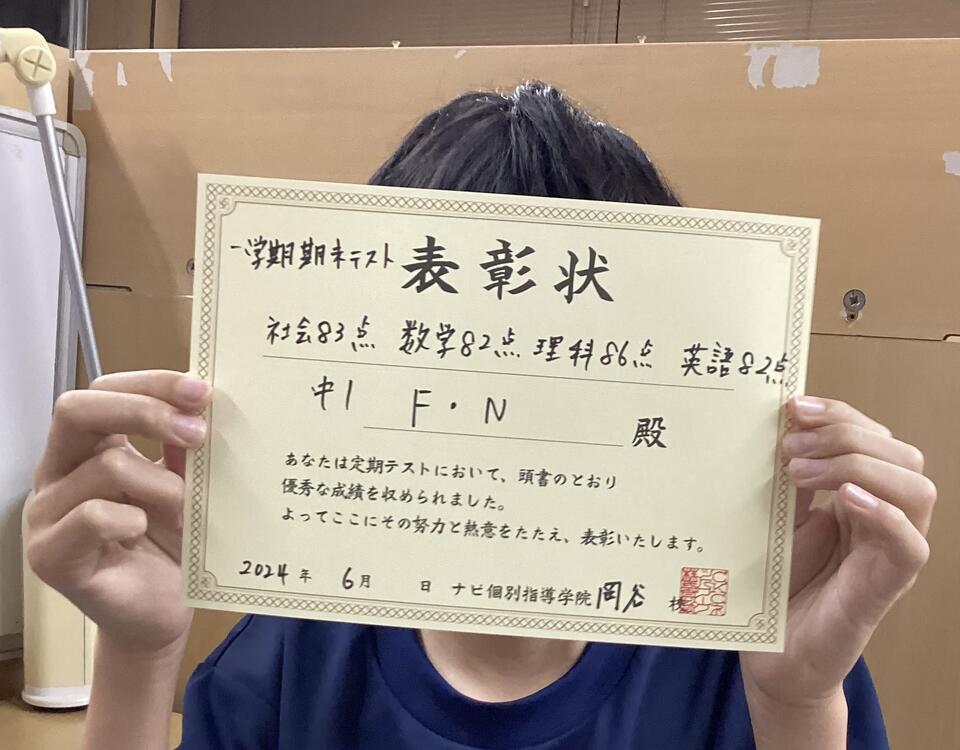 一学期期末テスト 表彰状
社会83点 数学82点 理科86点 英語82点
中1 F・N 殿
あなたは定期テストにおいて、頭書のとおり
優秀な成績を収められました。
よってここにその努力と熱意をたたえ、表彰いたします。
2024年 6月 日 ナビ個別指導学院 岡谷 校